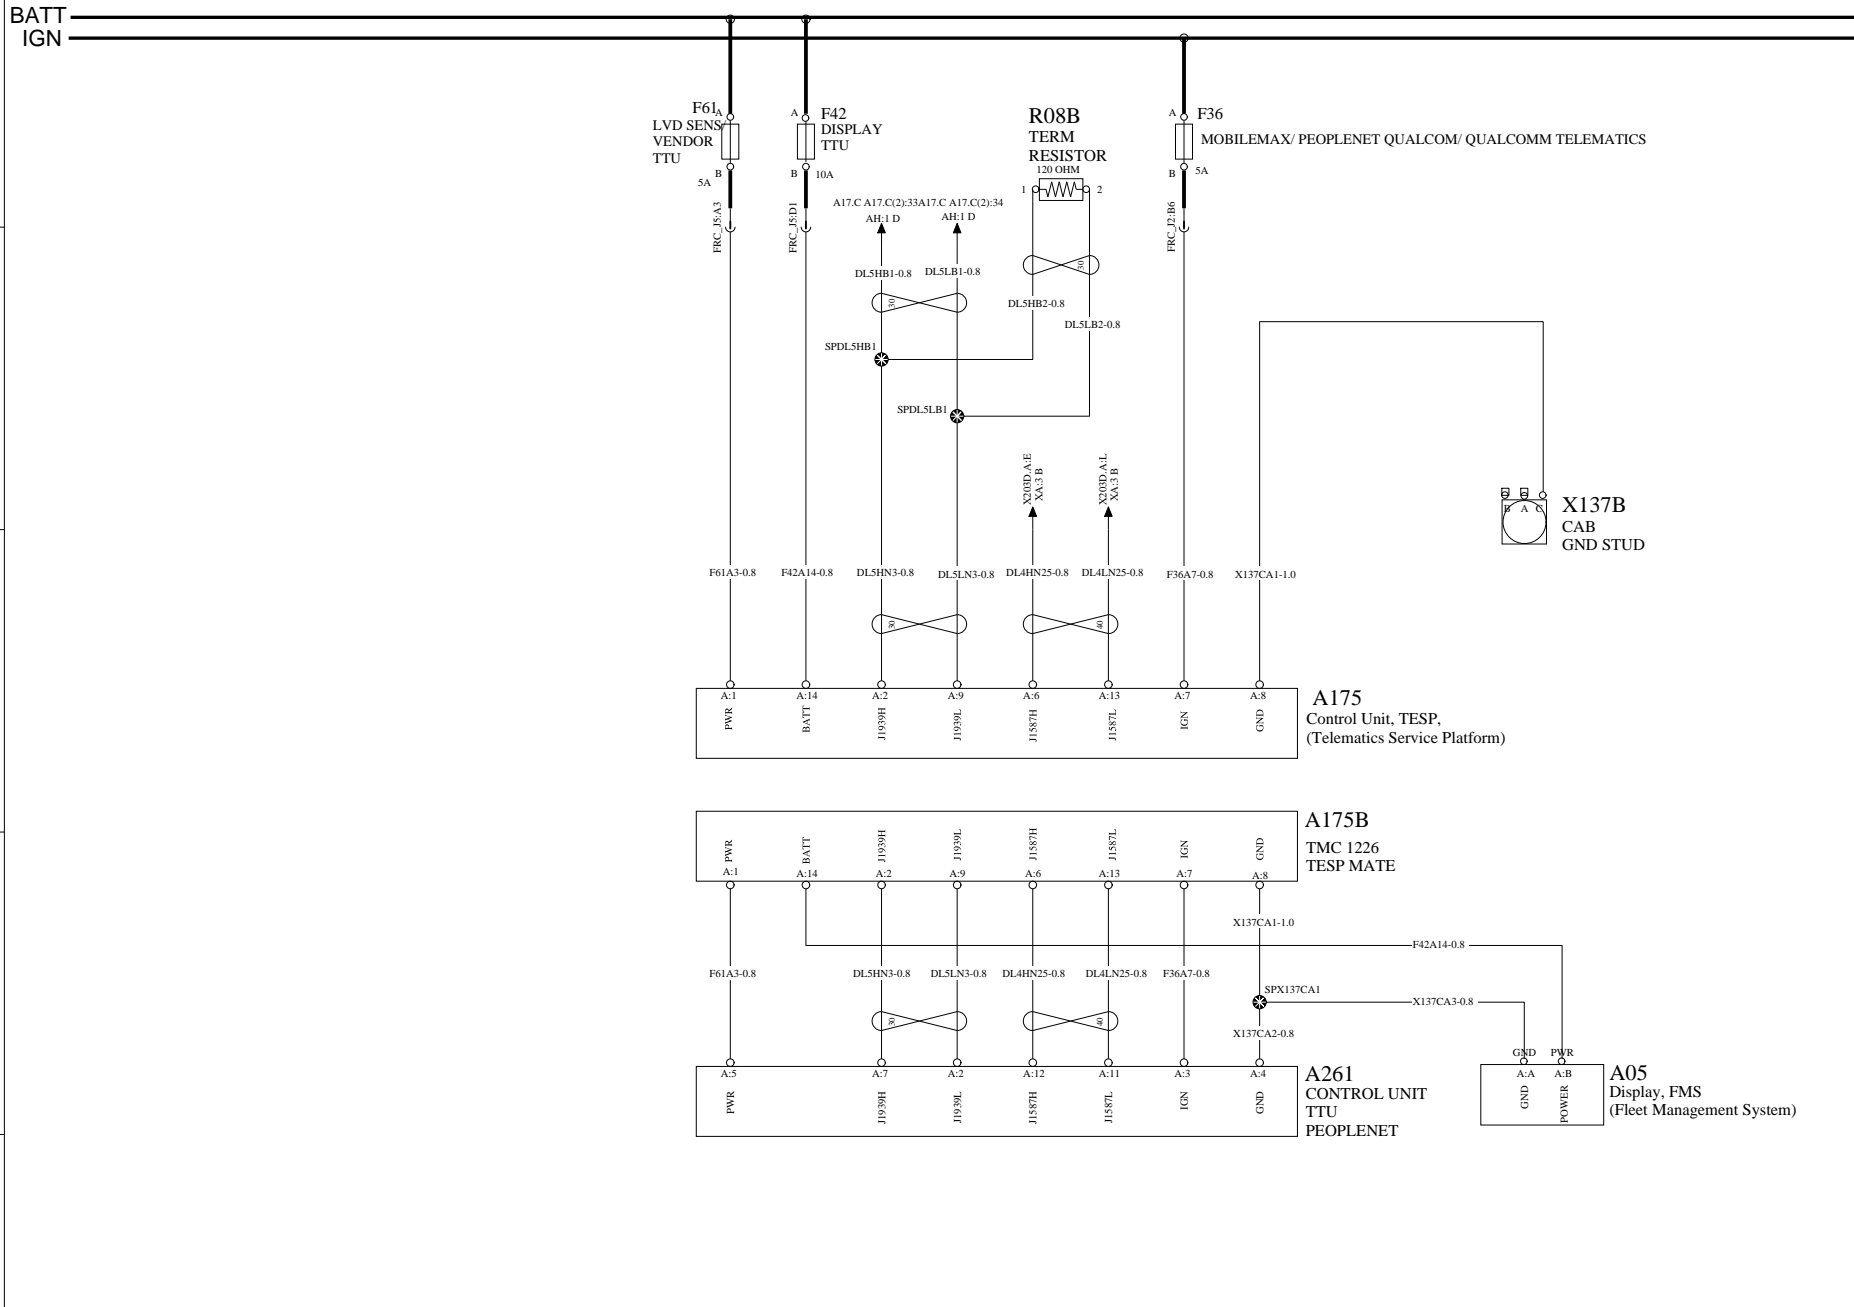 BATT
IGN
F61
A
LVD SENS/
VENDOR
TTU
B
5A
FRC_J5:A3
A
F42
DISPLAY
TTU
B
10A
FRC_J5:D1
R08B
TERM
RESISTOR
120 OHM
1
2
A
F36
MOBILEMAX/ PEOPLENET QUALCOM/ QUALCOMM TELEMATICS
B
5A
FRC_J2:B6
A17.C A17.C(2):33
AH:1 D
A17.C A17.C(2):34
AH:1 D
DL5HB1-0.8
DL5LB1-0.8
30
30
DL5HB2-0.8
DL5LB2-0.8
SPDL5HB1
SPDL5LB1
X203D.A:E
XA:3 B
X203D.A:L
XA:3 B
B
A
C
X137B
CAB
GND STUD
F61A3-0.8
F42A14-0.8
DL5HN3-0.8
DL5LN3-0.8
DL4HN25-0.8
DL4LN25-0.8
F36A7-0.8
X137CA1-1.0
30
40
A:1
A:14
A:2
A:9
A:6
A:13
A:7
A:8
PWR
BATT
J1939H
J1939L
J1587H
J1587L
IGN
GND
A175
Control Unit, TESP,
(Telematics Service Platform)
PWR
BATT
J1939H
J1939L
J1587H
J1587L
IGN
GND
A:1
A:14
A:2
A:9
A:6
A:13
A:7
A:8
A175B
TMC 1226
TESP MATE
X137CA1-1.0
F42A14-0.8
F61A3-0.8
DL5HN3-0.8
DL5LN3-0.8
DL4HN25-0.8
DL4LN25-0.8
F36A7-0.8
SPX137CA1
X137CA3-0.8
30
40
X137CA2-0.8
A:5
A:7
A:2
A:12
A:11
A:3
A:4
PWR
J1939H
J1939L
J1587H
J1587L
IGN
GND
A261
CONTROL UNIT
TTU
PEOPLENET
GND
PWR
A:A
A:B
GND
POWER
A05
Display, FMS
(Fleet Management System)